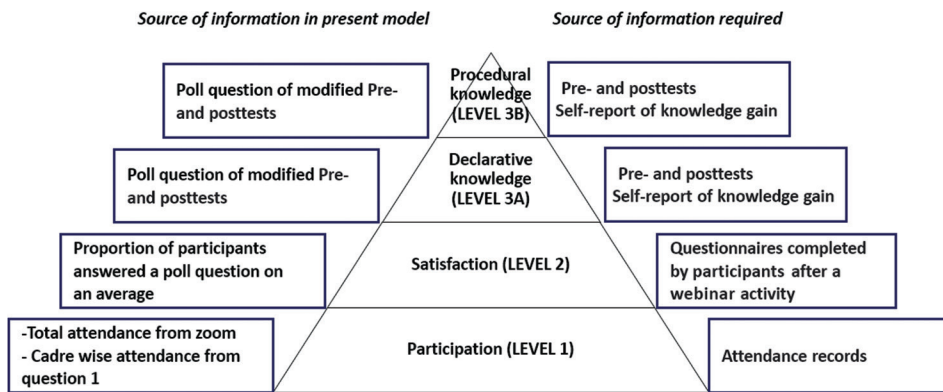 Source of information in present model
Source of information required
Poll question of modified Pre-
and posttests
Procedural
knowledge
(LEVEL 3B)
Pre- and posttests
Self-report of knowledge gain
Poll question of modified Pre-
and posttests
Declarative
knowledge
(LEVEL 3A)
Pre- and posttests
Self-report of knowledge gain
Proportion of participants
answered a poll question on
an average
Satisfaction (LEVEL 2)
Questionnaires completed
by participants after a
webinar activity
-Total attendance from zoom
- Cadre wise attendance from
question 1
Participation (LEVEL 1)
Attendance records